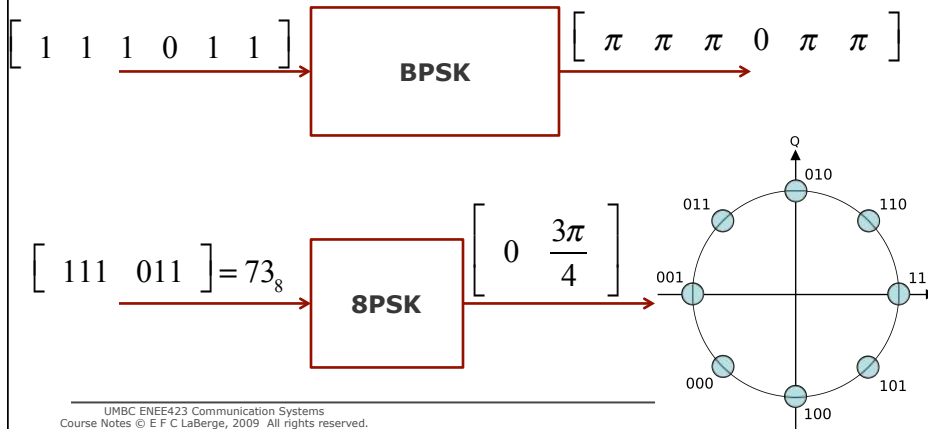 [ 1 1 1 0 1 1 ]
BPSK
[ π π π 0 π π ]
[ 111 011 ] = 73₈
8PSK
[ 0 3π/4 ]
Q
010
011
110
001
11
000
101
100
UMBC ENEE423 Communication Systems
Course Notes © E F C LaBerge, 2009 All rights reserved.